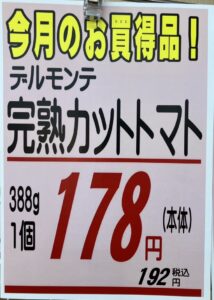 今月のお買得品！
デルモンテ
完熟カットトマト
388g
1個
178円
(本体)
192円
税込